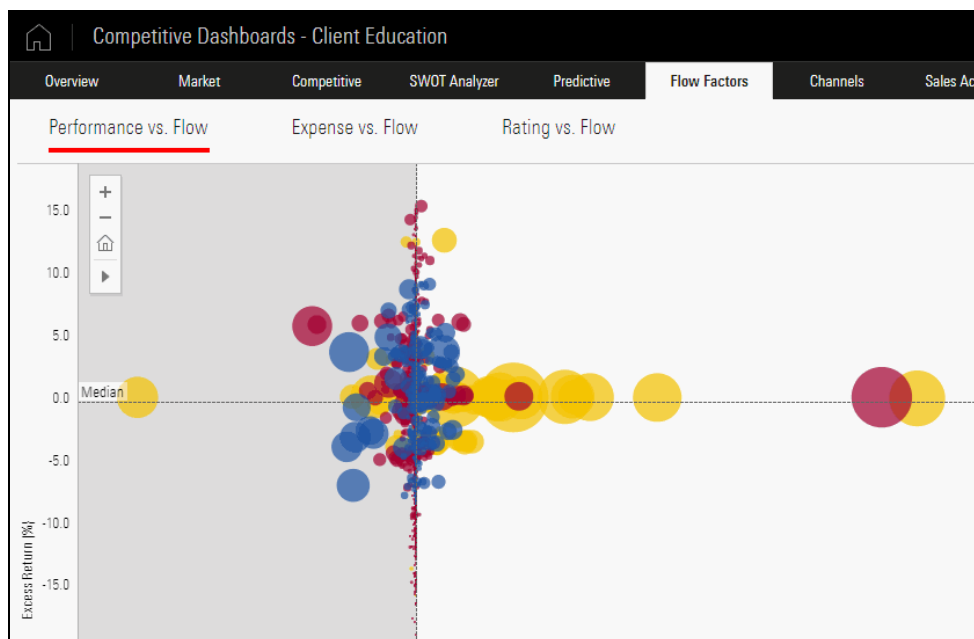 Competitive Dashboards - Client Education
Overview Market Competitive SWOT Analyzer Predictive Flow Factors Channels Sales Ac
Performance vs. Flow Expense vs. Flow Rating vs. Flow
15.0
10.0
5.0
0.0
Median
-5.0
-10.0
-15.0
Excess Return [%]